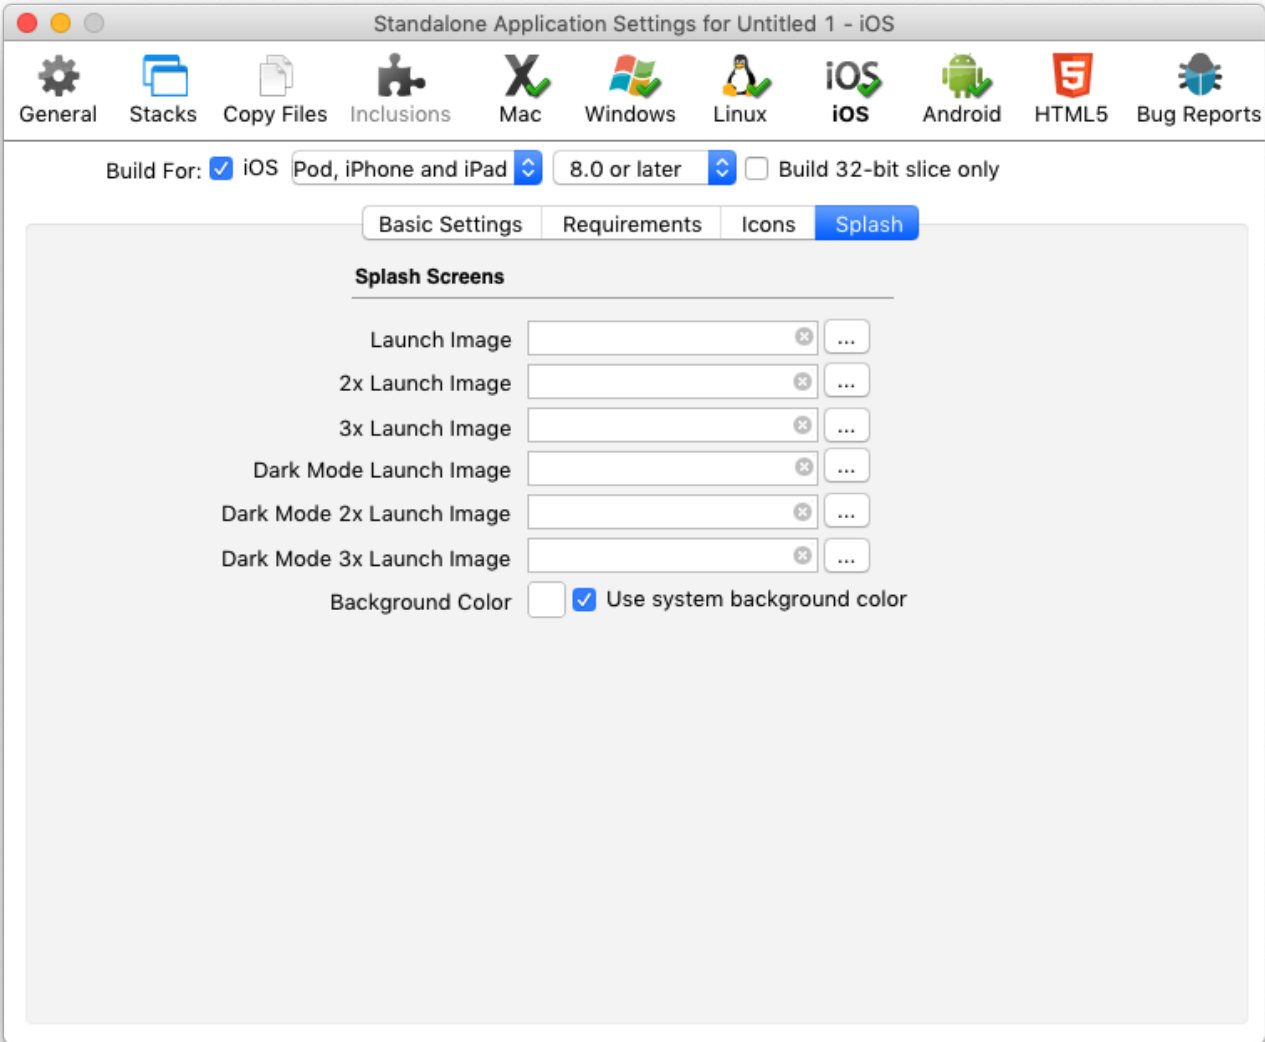 Standalone Application Settings for Untitled 1 - iOS
iOS 5
General Stacks Copy Files Inclusions Mac Windows Linux iOS Android HTML5 Bug Reports
Build For: iOS Pod, iPhone and iPad 8.0 or later Build 32-bit slice only
Basic Settings Requirements Icons Splash
Splash Screens
Launch Image ...
2x Launch Image ...
3x Launch Image ...
Dark Mode Launch Image ...
Dark Mode 2x Launch Image ...
Dark Mode 3x Launch Image ...
Background Color Use system background color